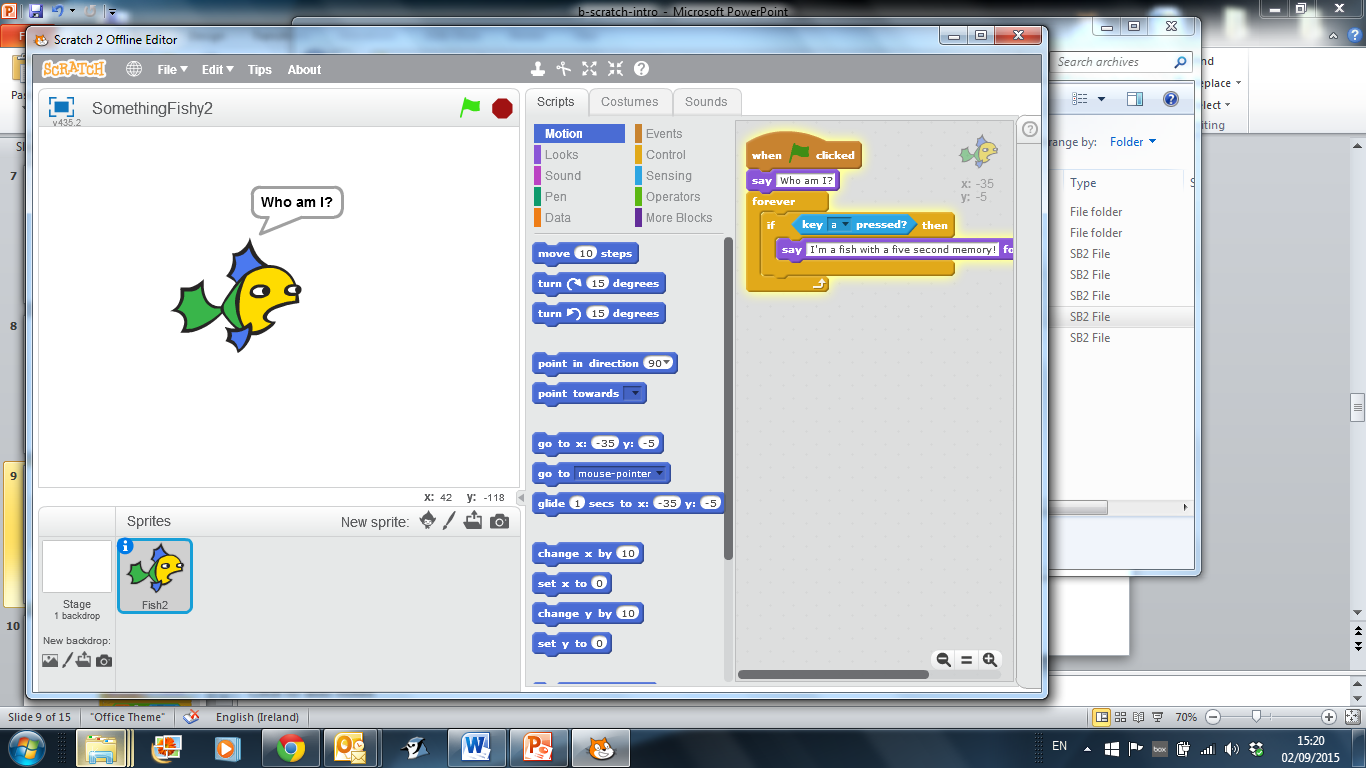 b-scratch-intro - Microsoft PowerPoint
Scratch 2 Offline Editor
SCRATCH
File
Edit
Tips
About
SomethingFishy2
v435.2
Who am I?
x: 42 y: -118
Sprites
New sprite:
Stage
1 backdrop
New backdrop:
Fish2
Scripts
Costumes
Sounds
Motion
Looks
Sound
Pen
Data
Events
Control
Sensing
Operators
More Blocks
move 10 steps
turn 15 degrees
turn 15 degrees
point in direction 90
point towards
go to x: -35 y: -5
go to mouse-pointer
glide 1 secs to x: -35 y: -5
change x by 10
set x to 0
change y by 10
set y to 0
when clicked
say Who am I?
forever
if key a pressed? then
say I'm a fish with a five second memory! fo
x: -35
y: -5
Search archives
range by: Folder
Type
File folder
File folder
SB2 File
SB2 File
SB2 File
SB2 File
SB2 File
nd
eplace
lect
iting
Pas
7
8
9
10
Slide 9 of 15
"Office Theme"
English (Ireland)
70%
EN
box
15:20
02/09/2015